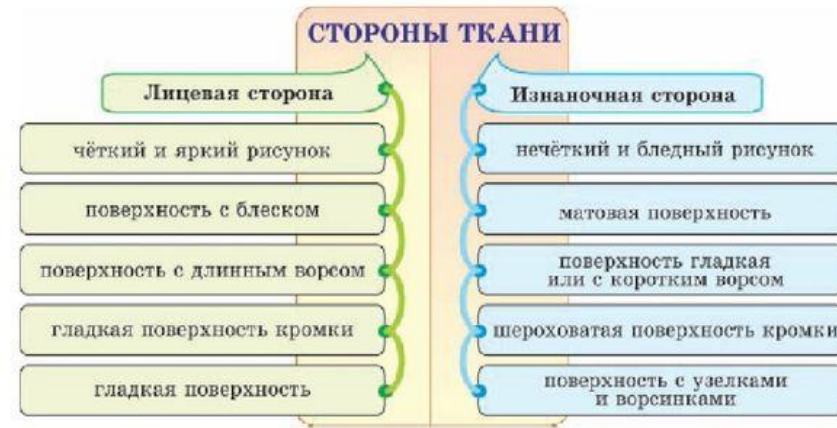 СТОРОНЫ ТКАНИ
Лицевая сторона
чёткий и яркий рисунок
поверхность с блеском
поверхность с длинным ворсом
гладкая поверхность кромки
гладкая поверхность
Изнаночная сторона
нечёткий и бледный рисунок
матовая поверхность
поверхность гладкая
или с коротким ворсом
шероховатая поверхность кромки
поверхность с узелками
и ворсинками